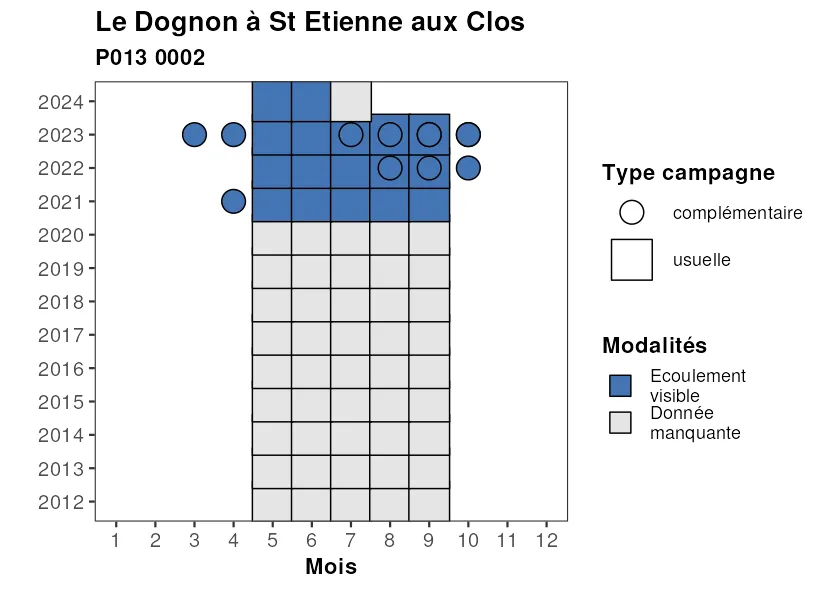 Le Dognon à St Etienne aux Clos
P013 0002
2024
2023
2022
2021
2020
2019
2018
2017
2016
2015
2014
2013
2012
1 2 3 4 5 6 7 8 9 10 11 12
Mois
Type campagne
complémentaire
usuelle
Modalités
Ecoulement
visible
Donnée
manquante